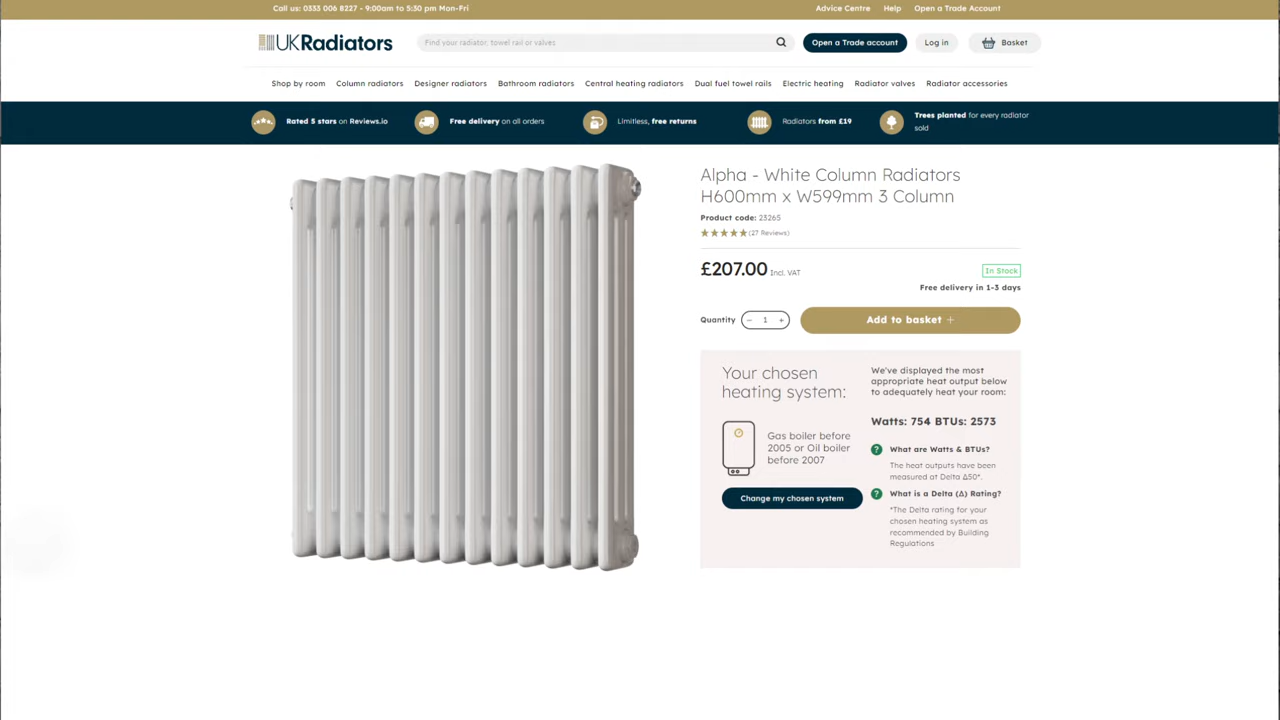 Call us: 0333 006 8227 - 9:00am to 5:30 pm Mon-Fri
Advice Centre Help Open a Trade Account
UKRadiators
Find your radiator, towel rail or valves
Open a Trade account
Log in
Basket
Shop by room Column radiators Designer radiators Bathroom radiators Central heating radiators Dual fuel towel rails Electric heating Radiator valves Radiator accessories
Rated 5 stars on Reviews.io
Free delivery on all orders
Limitless, free returns
Radiators from £19
Trees planted for every radiator
sold
Alpha - White Column Radiators
H600mm x W599mm 3 Column
Product code: 23265
(27 Reviews)
£207.00 Incl. VAT
In Stock
Free delivery in 1-3 days
Quantity − 1 +
Add to basket +
Your chosen
heating system:
Gas boiler before
2005 or Oil boiler
before 2007
Change my chosen system
We've displayed the most
appropriate heat output below
to adequately heat your room:
Watts: 754 BTUs: 2573
? What are Watts & BTUs?
The heat outputs have been
measured at Delta Δ50*.
? What is a Delta (Δ) Rating?
*The Delta rating for your
chosen heating system as
recommended by Building
Regulations